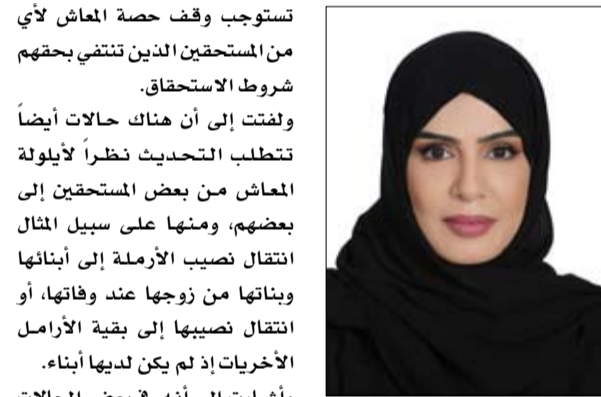 تستوجب وقف حصة المعاش لأي
من المستحقين الذين تنتفي بحقهم
شروط الاستحقاق.
ولفتت إلى أن هناك حالات أيضاً
تتطلب التحديث نظراً لأيلولة
المعاش من بعض المستحقين إلى
بعضهم، ومنها على سبيل المثال
انتقال نصيب الأرملة إلى أبنائها
وبناتها من زوجها عند وفاتها، أو
انتقال نصيبها إلى بقية الأرامل
الأخريات إذ لم يكن لديها أبناء.